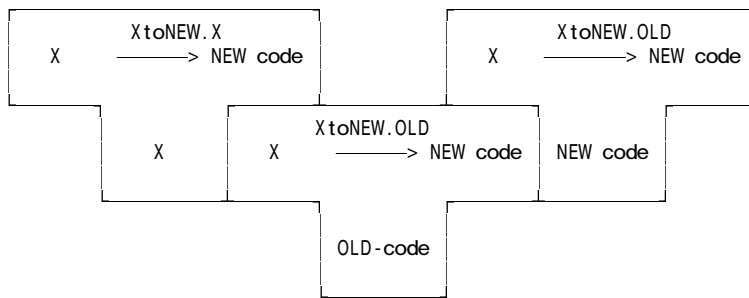 XtoNEW.X XtoNEW.OLD
X ———> NEW code X ———> NEW code
XtoNEW.OLD
X X ———> NEW code NEW code
OLD-code